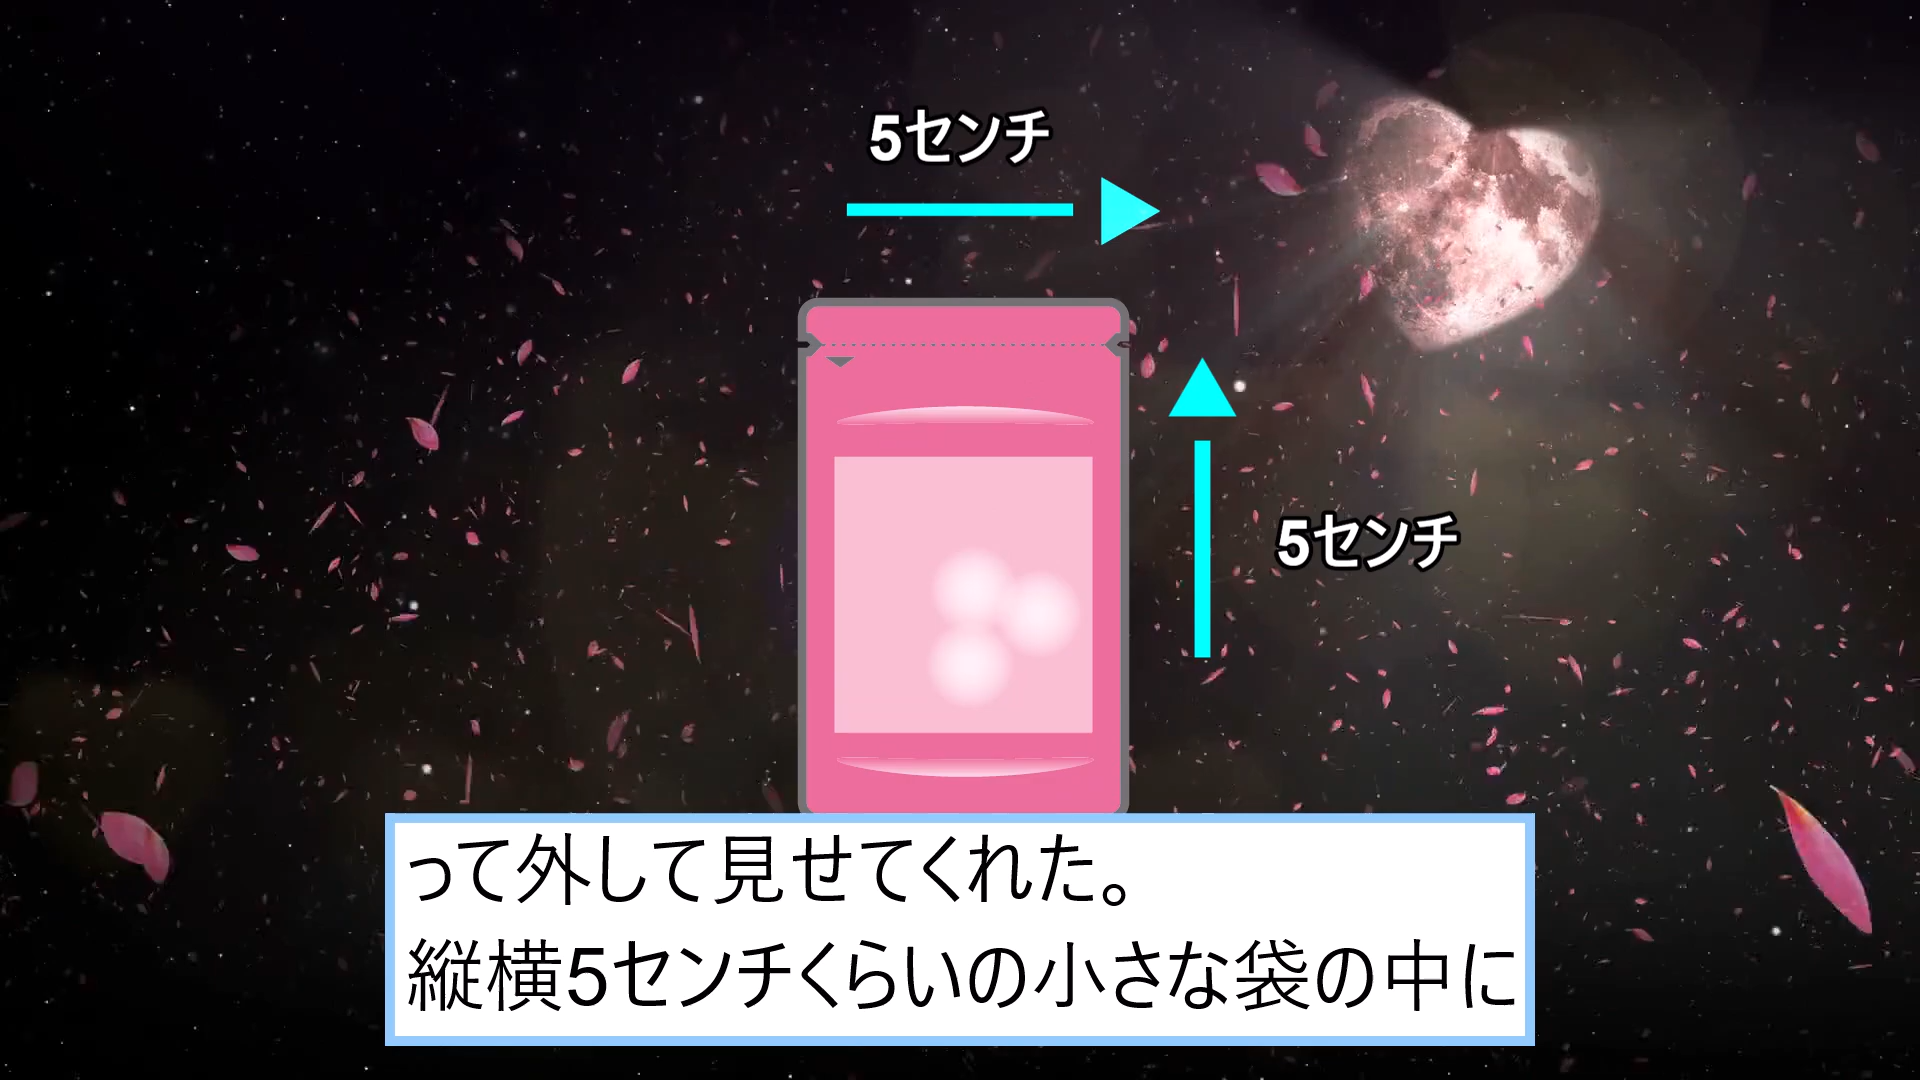 5センチ
5センチ
って外して見せてくれた。
縦横5センチくらいの小さな袋の中に